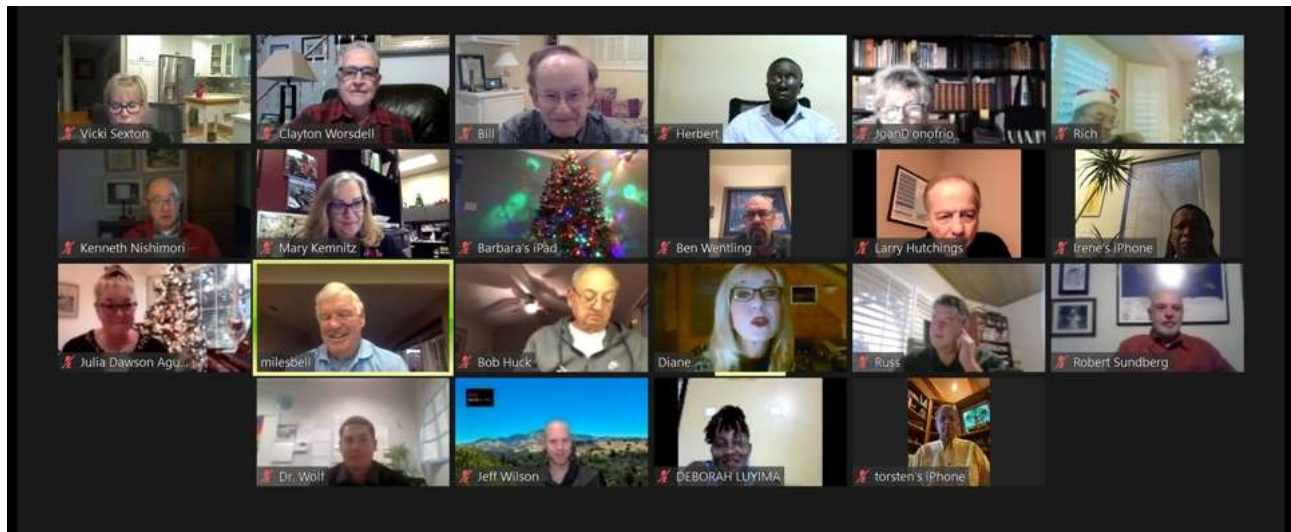 Vicki Sexton
Clayton Worsdell
Bill
Herbert
JoanD'onofrio
Rich
Kenneth Nishimori
Mary Kemnitz
Barbara's iPad
Ben Wentling
Larry Hutchings
Irene's iPhone
Julia Dawson Agu...
milesbell
Bob Huck
Diane
Russ
Robert Sundberg
Dr. Wolf
Jeff Wilson
DEBORAH LUYIMA
torsten's iPhone